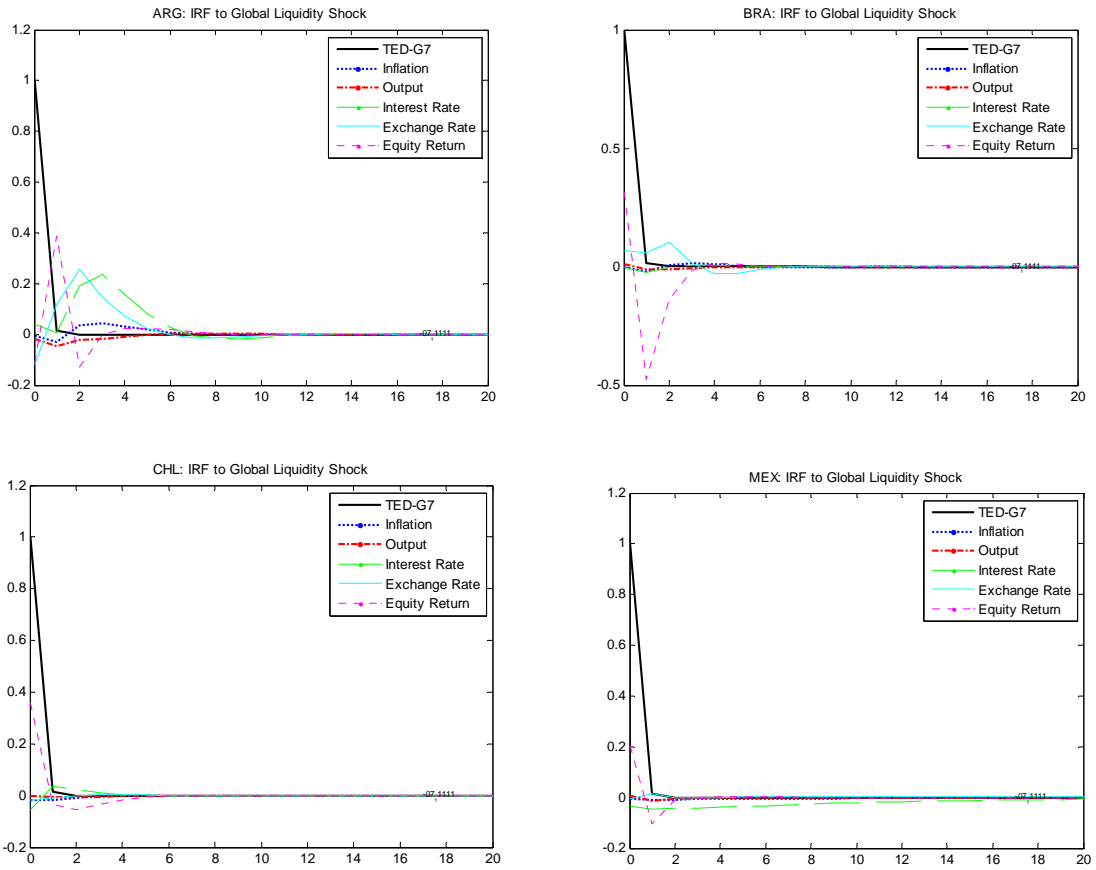 ARG: IRF to Global Liquidity Shock
1.2
1
0.8
0.6
0.4
0.2
0
-0.2
0 2 4 6 8 10 12 14 16 18 20
TED-G7
Inflation
Output
Interest Rate
Exchange Rate
Equity Return
BRA: IRF to Global Liquidity Shock
1
0.5
0
-0.5
0 2 4 6 8 10 12 14 16 18 20
TED-G7
Inflation
Output
Interest Rate
Exchange Rate
Equity Return
CHL: IRF to Global Liquidity Shock
1.2
1
0.8
0.6
0.4
0.2
0
-0.2
0 2 4 6 8 10 12 14 16 18 20
TED-G7
Inflation
Output
Interest Rate
Exchange Rate
Equity Return
MEX: IRF to Global Liquidity Shock
1.2
1
0.8
0.6
0.4
0.2
0
-0.2
0 2 4 6 8 10 12 14 16 18 20
TED-G7
Inflation
Output
Interest Rate
Exchange Rate
Equity Return